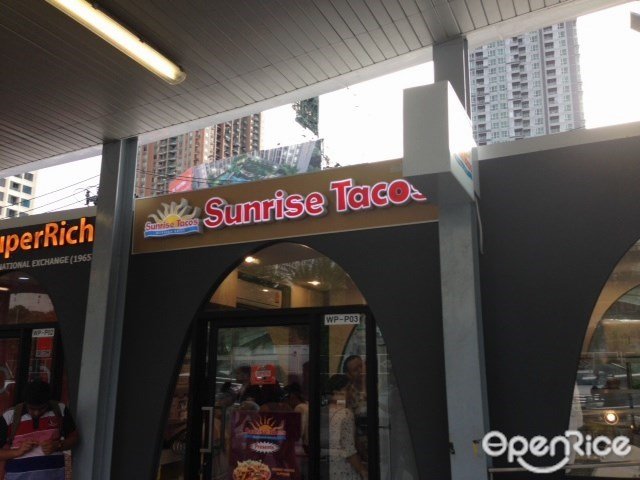 Sunrise Tacos
Sunrise Tacos
uperRich
NATIONAL EXCHANGE (1965
WP-P02
WP-P03
OPENRICE